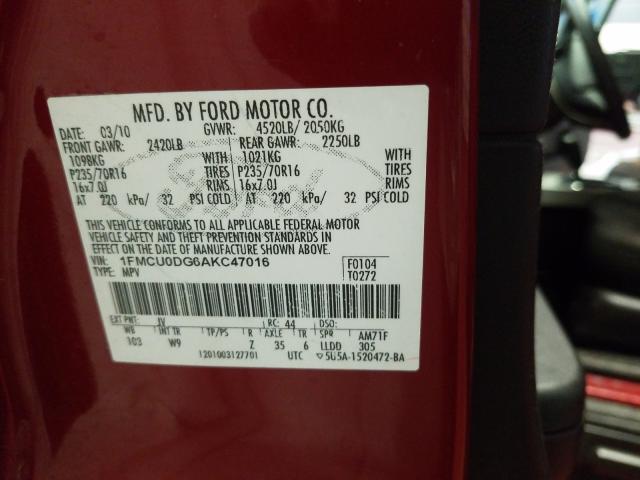 MFD. BY FORD MOTOR CO.
DATE: 03/10 GVWR: 4520LB/ 2050KG
FRONT GAWR: 2420LB REAR GAWR: 2250LB
1098KG WITH 1021KG WITH
P235/70R16 TIRES P235/70R16 TIRES
16x7.0J RIMS 16x7.0J RIMS
AT 220 kPa/ 32 PSI COLD AT 220 kPa/ 32 PSI COLD
THIS VEHICLE CONFORMS TO ALL APPLICABLE FEDERAL MOTOR
VEHICLE SAFETY AND THEFT PREVENTION STANDARDS IN
EFFECT ON THE DATE OF MANUFACTURE SHOWN ABOVE.
VIN: 1FMCU0DG6AKC47016 F0104
TYPE: MPV T0272
EXT PNT: JV RC: 44 DSO:
WB INT TR TP/PS R AXLE TR SPR AM71F
103 W9 Z 35 6 LLDD 305
1201003127701 UTC 5U5A-1520472-BA